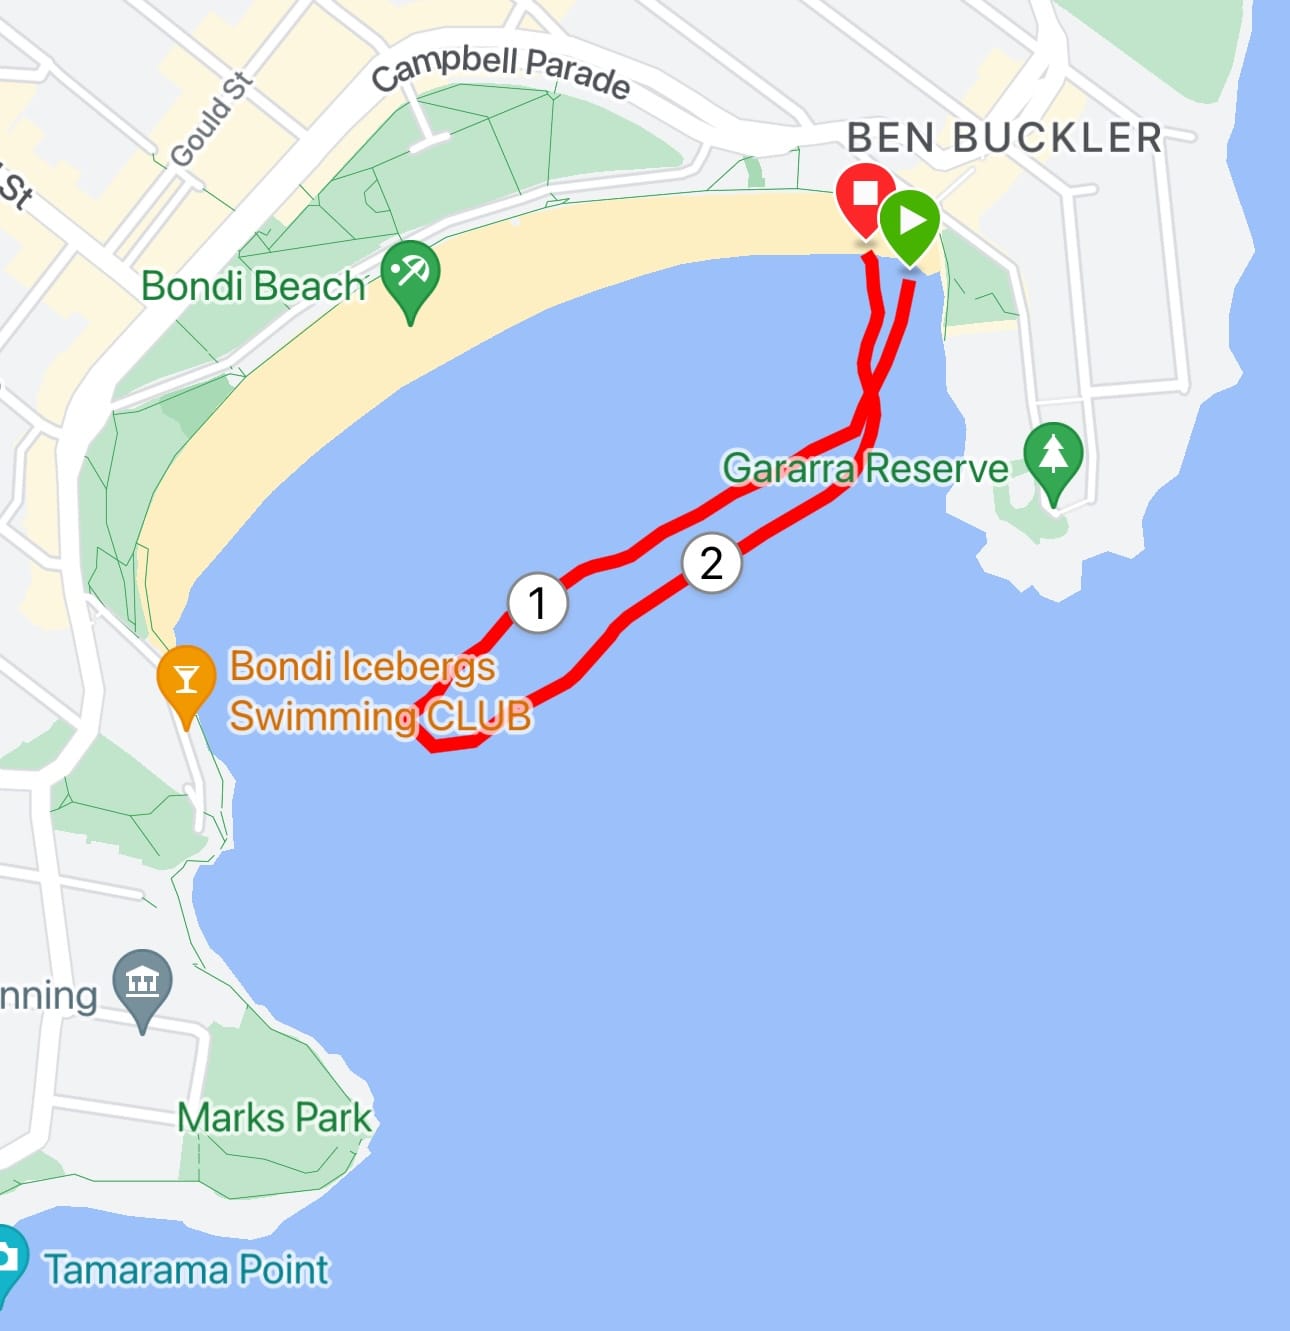 Campbell Parade
Gould St
St
BEN BUCKLER
Bondi Beach
Gararra Reserve
2
1
Bondi Icebergs
Swimming CLUB
nning
Marks Park
Tamarama Point